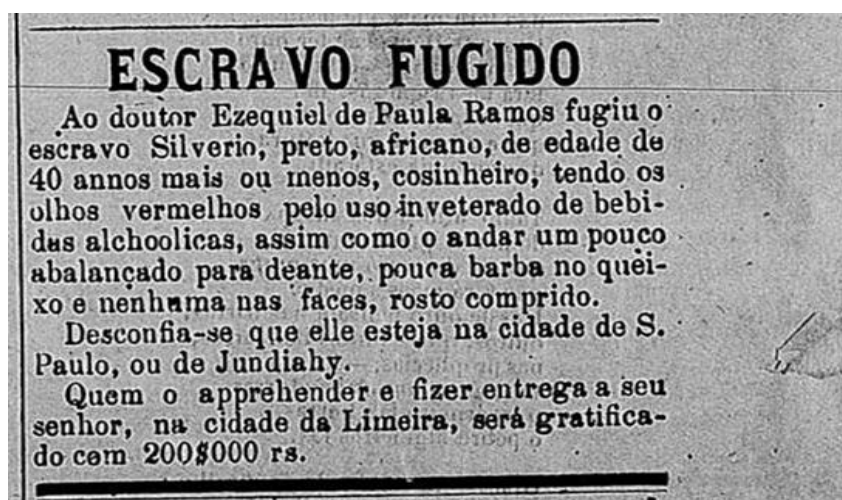 ESCRAVO FUGIDO
Ao doutor Ezequiel de Paula Ramos fugiu o
escravo Silverio, preto, africano, de edade de
40 annos mais ou menos, cosinheiro, tendo os
olhos vermelhos pelo uso inveterado de bebi-
das alchoolicas, assim como o andar um pouco
abalançado para deante, pouca barba no quei-
xo e nenhuma nas faces, rosto comprido.
Desconfia-se que elle esteja na cidade de S.
Paulo, ou de Jundiahy.
Quem o apprehender e fizer entrega a seu
senhor, na cidade da Limeira, será gratifica-
do com 200$000 rs.